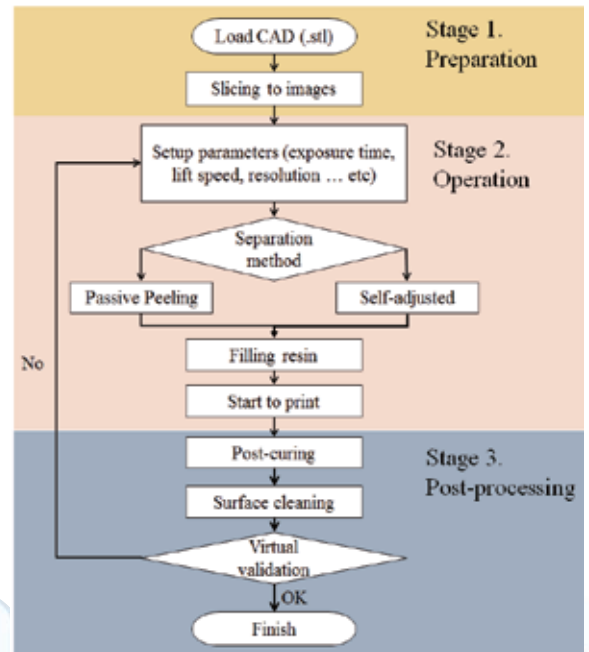 Load CAD (.stl)
Stage 1.
Preparation
Slicing to images
Setup parameters (exposure time,
lift speed, resolution ... etc)
Stage 2.
Operation
Separation
method
Passive Peeling
Self-adjusted
Filling resin
No
Start to print
Post-curing
Stage 3.
Post-processing
Surface cleaning
Virtual
validation
OK
Finish